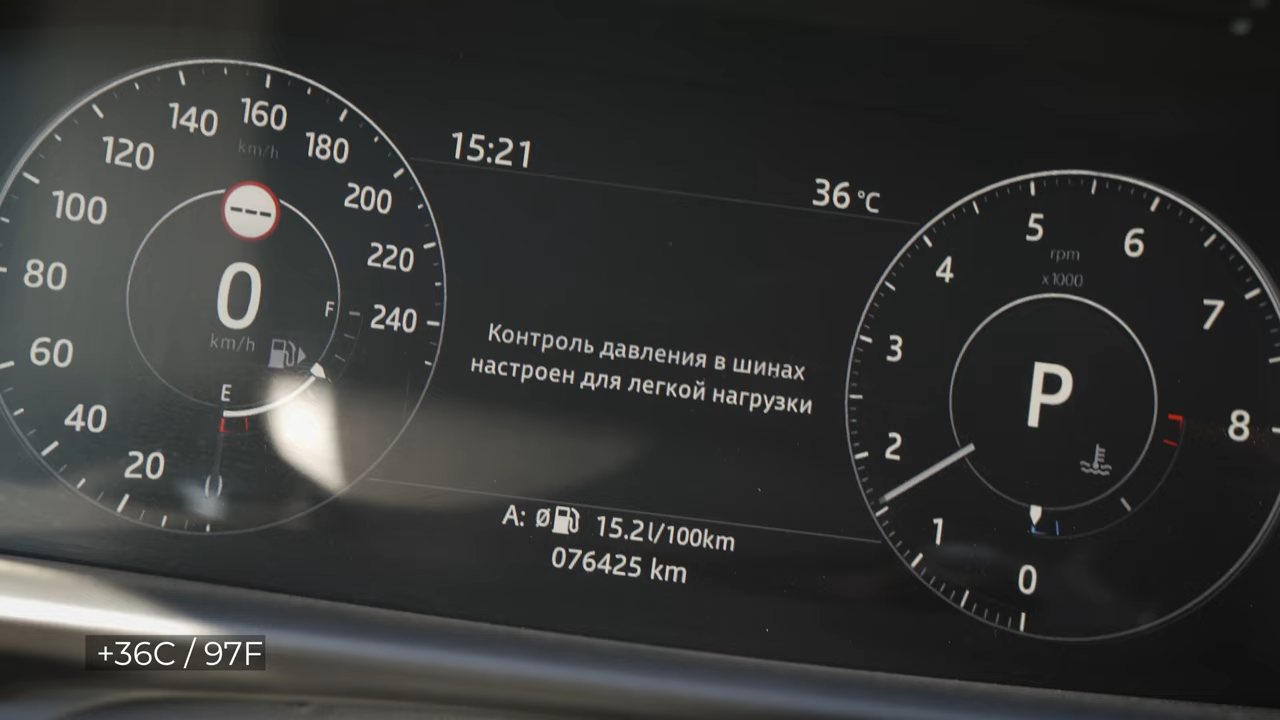 15:21
36 °C
140 160 180
km/h
120
200
100
220
80
0
F
240
km/h
60
E
40
20
0
Контроль давления в шинах
настроен для легкой нагрузки
5
6
rpm
x1000
4
7
3
P
8
2
1
0
A: Ø 15.2 l/100km
076425 km
+36C / 97F